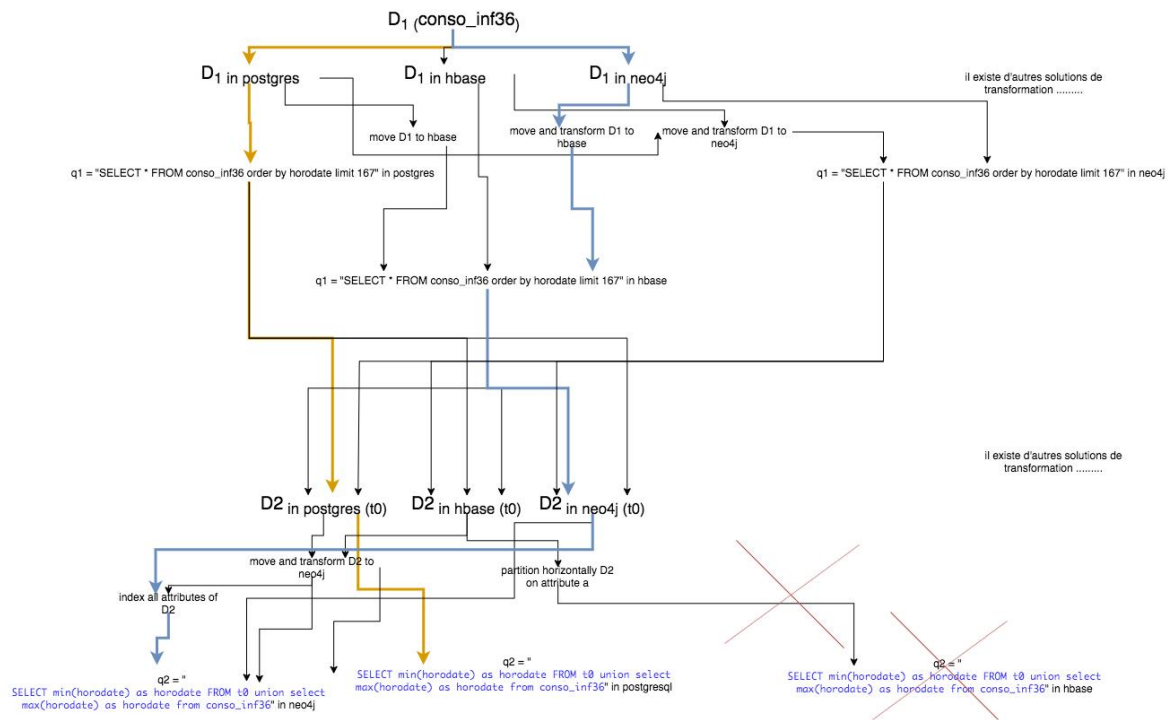 D1 (conso_inf36)
D1 in postgres
D1 in hbase
D1 in neo4j
il existe d'autres solutions de
transformation .........
move D1 to hbase
move and transform D1 to
hbase
move and transform D1 to
neo4j
q1 = "SELECT * FROM conso_inf36 order by horodate limit 167" in postgres
q1 = "SELECT * FROM conso_inf36 order by horodate limit 167" in neo4j
q1 = "SELECT * FROM conso_inf36 order by horodate limit 167" in hbase
il existe d'autres solutions de
transformation .........
D2 in postgres (t0)
D2 in hbase (t0)
D2 in neo4j (t0)
move and transform D2 to
neo4j
partition horizontally D2
on attribute a
index all attributes of
D2
q2 = "
SELECT min(horodate) as horodate FROM t0 union select
max(horodate) as horodate from conso_inf36" in neo4j
q2 = "
SELECT min(horodate) as horodate FROM t0 union select
max(horodate) as horodate from conso_inf36" in postgresql
q2 = "
SELECT min(horodate) as horodate FROM t0 union select
max(horodate) as horodate from conso_inf36" in hbase